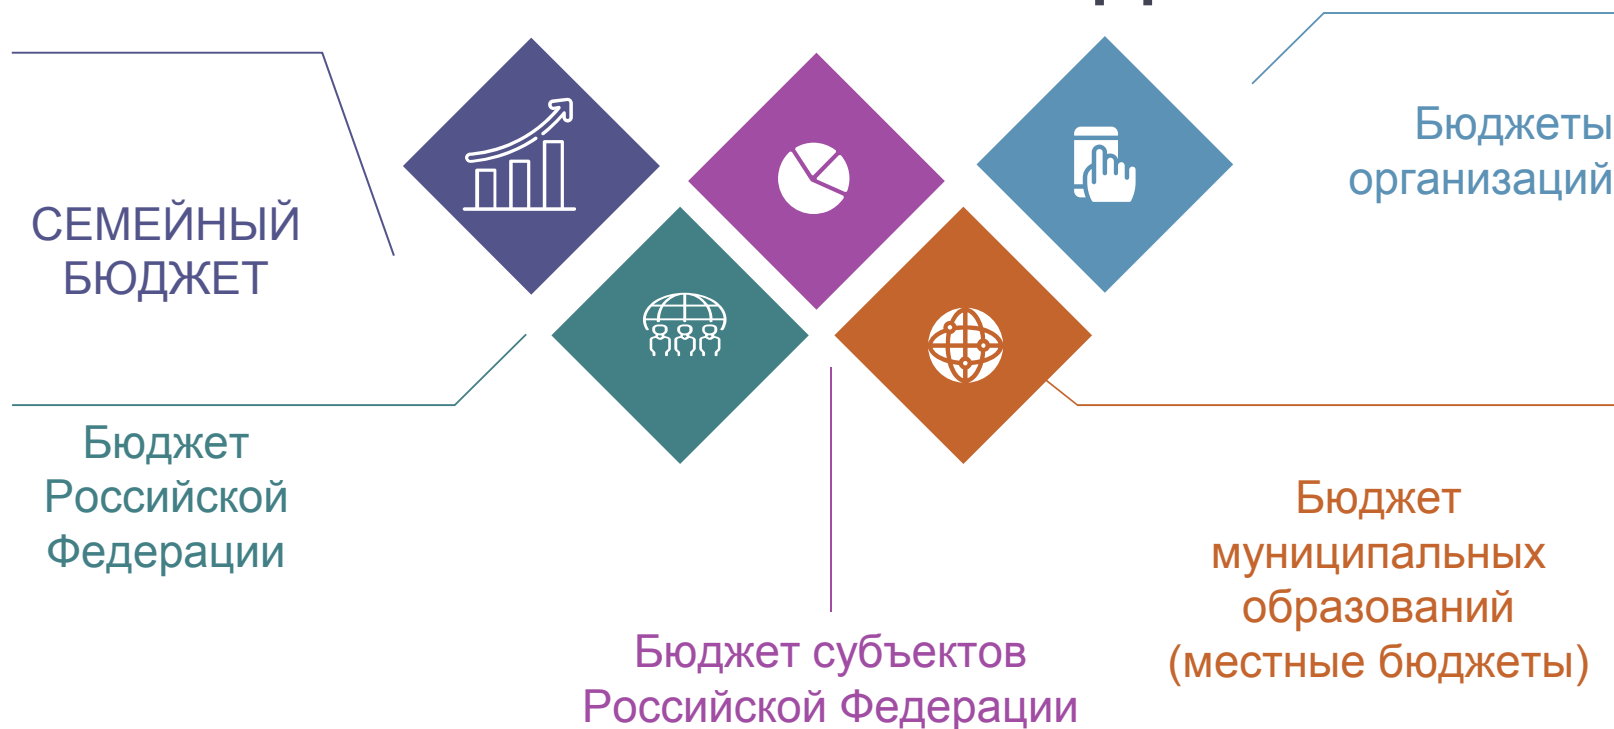 СЕМЕЙНЫЙ
БЮДЖЕТ
Бюджеты
организаций
Бюджет
Российской
Федерации
Бюджет субъектов
Российской Федерации
Бюджет
муниципальных
образований
(местные бюджеты)